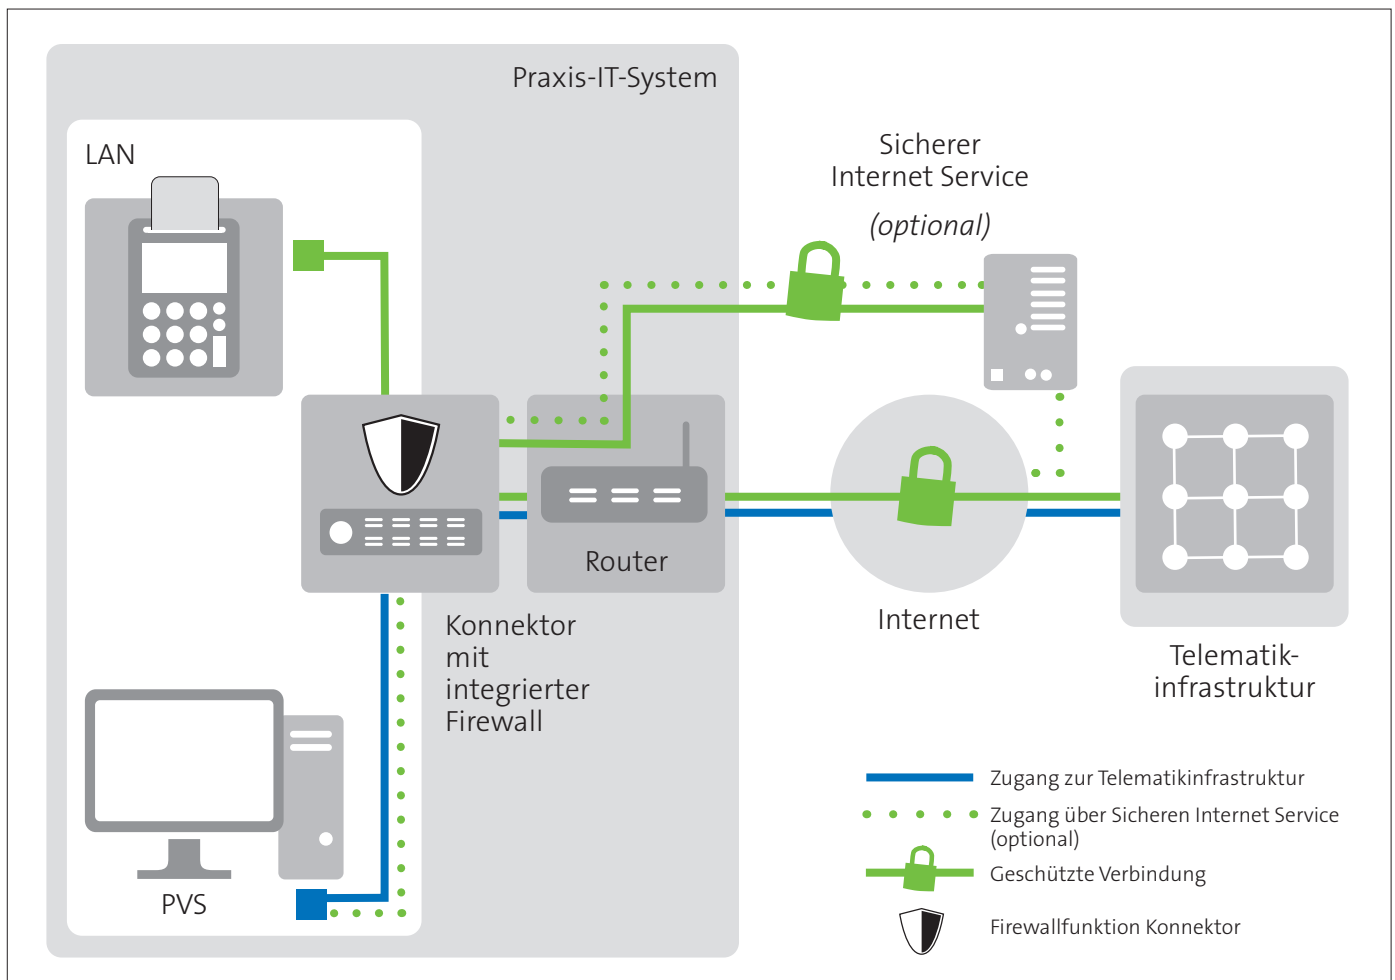 Praxis-IT-System
LAN
Sicherer
Internet Service
(optional)
Router
Internet
Konnektor
mit
integrierter
Firewall
Telematik-
infrastruktur
PVS
Zugang zur Telematikinfrastruktur
Zugang über Sicheren Internet Service
(optional)
Geschützte Verbindung
Firewallfunktion Konnektor